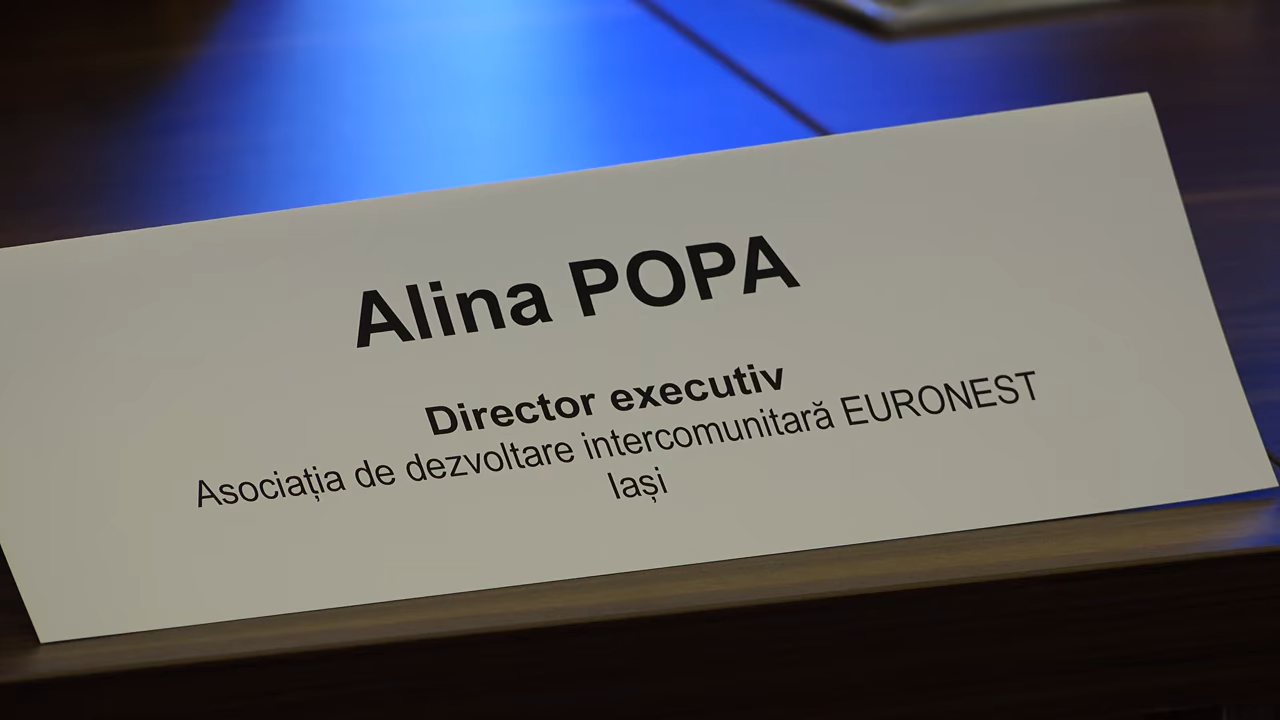 Alina POPA
Director executiv
Asociația de dezvoltare intercomunitară EURONEST
Iași